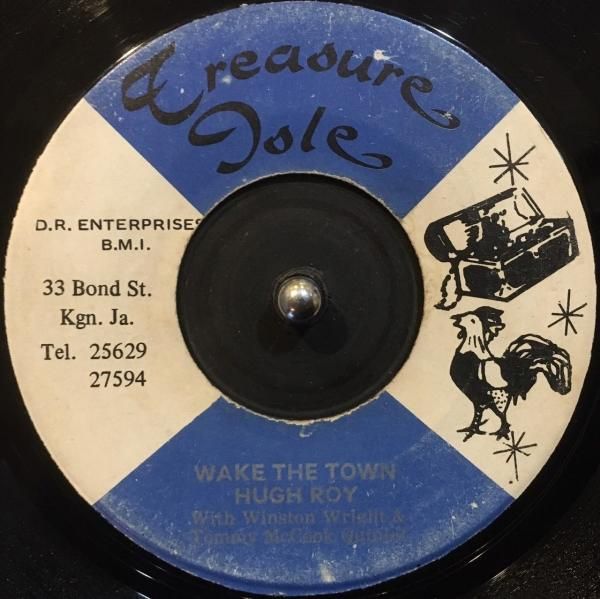 Treasure
Isle
D.R. ENTERPRISES
B.M.I.
33 Bond St.
Kgn. Ja.
Tel. 25629
27594
WAKE THE TOWN
HUGH ROY
With Winston Wright &
Tommy McCook